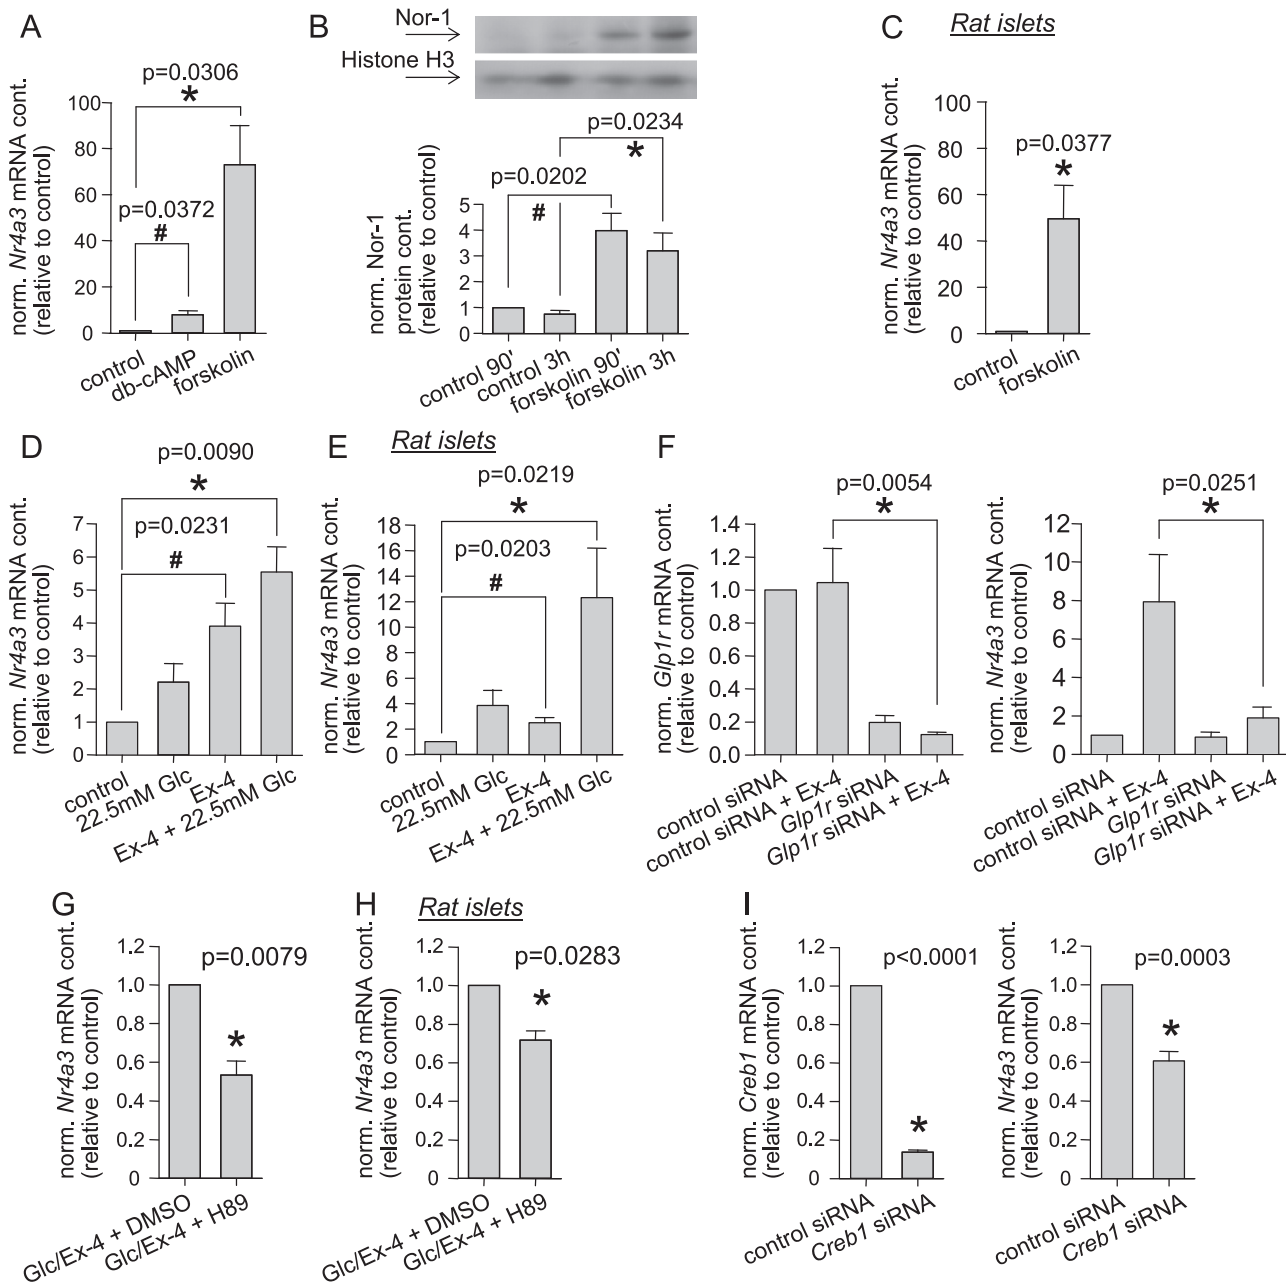 A
p=0.0306
*
norm. Nr4a3 mRNA cont.
(relative to control)
100
80
60
40
20
0
p=0.0372
#
control
db-cAMP
forskolin
B
Nor-1
Histone H3
p=0.0234
*
p=0.0202
#
norm. Nor-1
protein cont.
(relative to control)
5
4
3
2
1
0
control 90'
control 3h
forskolin 90'
forskolin 3h
C
Rat islets
norm. Nr4a3 mRNA cont.
(relative to control)
100
80
60
40
20
0
p=0.0377
*
control
forskolin
D
p=0.0090
*
p=0.0231
#
norm. Nr4a3 mRNA cont.
(relative to control)
7
6
5
4
3
2
1
0
control
22.5mM Glc
Ex-4
Ex-4 + 22.5mM Glc
E
Rat islets
p=0.0219
*
p=0.0203
#
norm. Nr4a3 mRNA cont.
(relative to control)
18
16
14
12
10
8
6
4
2
0
control
22.5mM Glc
Ex-4
Ex-4 + 22.5mM Glc
F
p=0.0054
*
norm. Glp1r mRNA cont.
(relative to control)
1.4
1.2
1.0
0.8
0.6
0.4
0.2
0.0
control siRNA
control siRNA + Ex-4
Glp1r siRNA
Glp1r siRNA + Ex-4
p=0.0251
*
norm. Nr4a3 mRNA cont.
(relative to control)
12
10
8
6
4
2
0
control siRNA
control siRNA + Ex-4
Glp1r siRNA
Glp1r siRNA + Ex-4
G
norm. Nr4a3 mRNA cont.
(relative to control)
1.2
1
0.8
0.6
0.4
0.2
0
p=0.0079
*
Glc/Ex-4 + DMSO
Glc/Ex-4 + H89
H
Rat islets
norm. Nr4a3 mRNA cont.
(relative to control)
1.2
1
0.8
0.6
0.4
0.2
0
p=0.0283
*
Glc/Ex-4 + DMSO
Glc/Ex-4 + H89
I
norm. Creb1 mRNA cont.
(relative to control)
1.2
1
0.8
0.6
0.4
0.2
0
p<0.0001
*
control siRNA
Creb1 siRNA
norm. Nr4a3 mRNA cont.
(relative to control)
1.2
1
0.8
0.6
0.4
0.2
0
p=0.0003
*
control siRNA
Creb1 siRNA